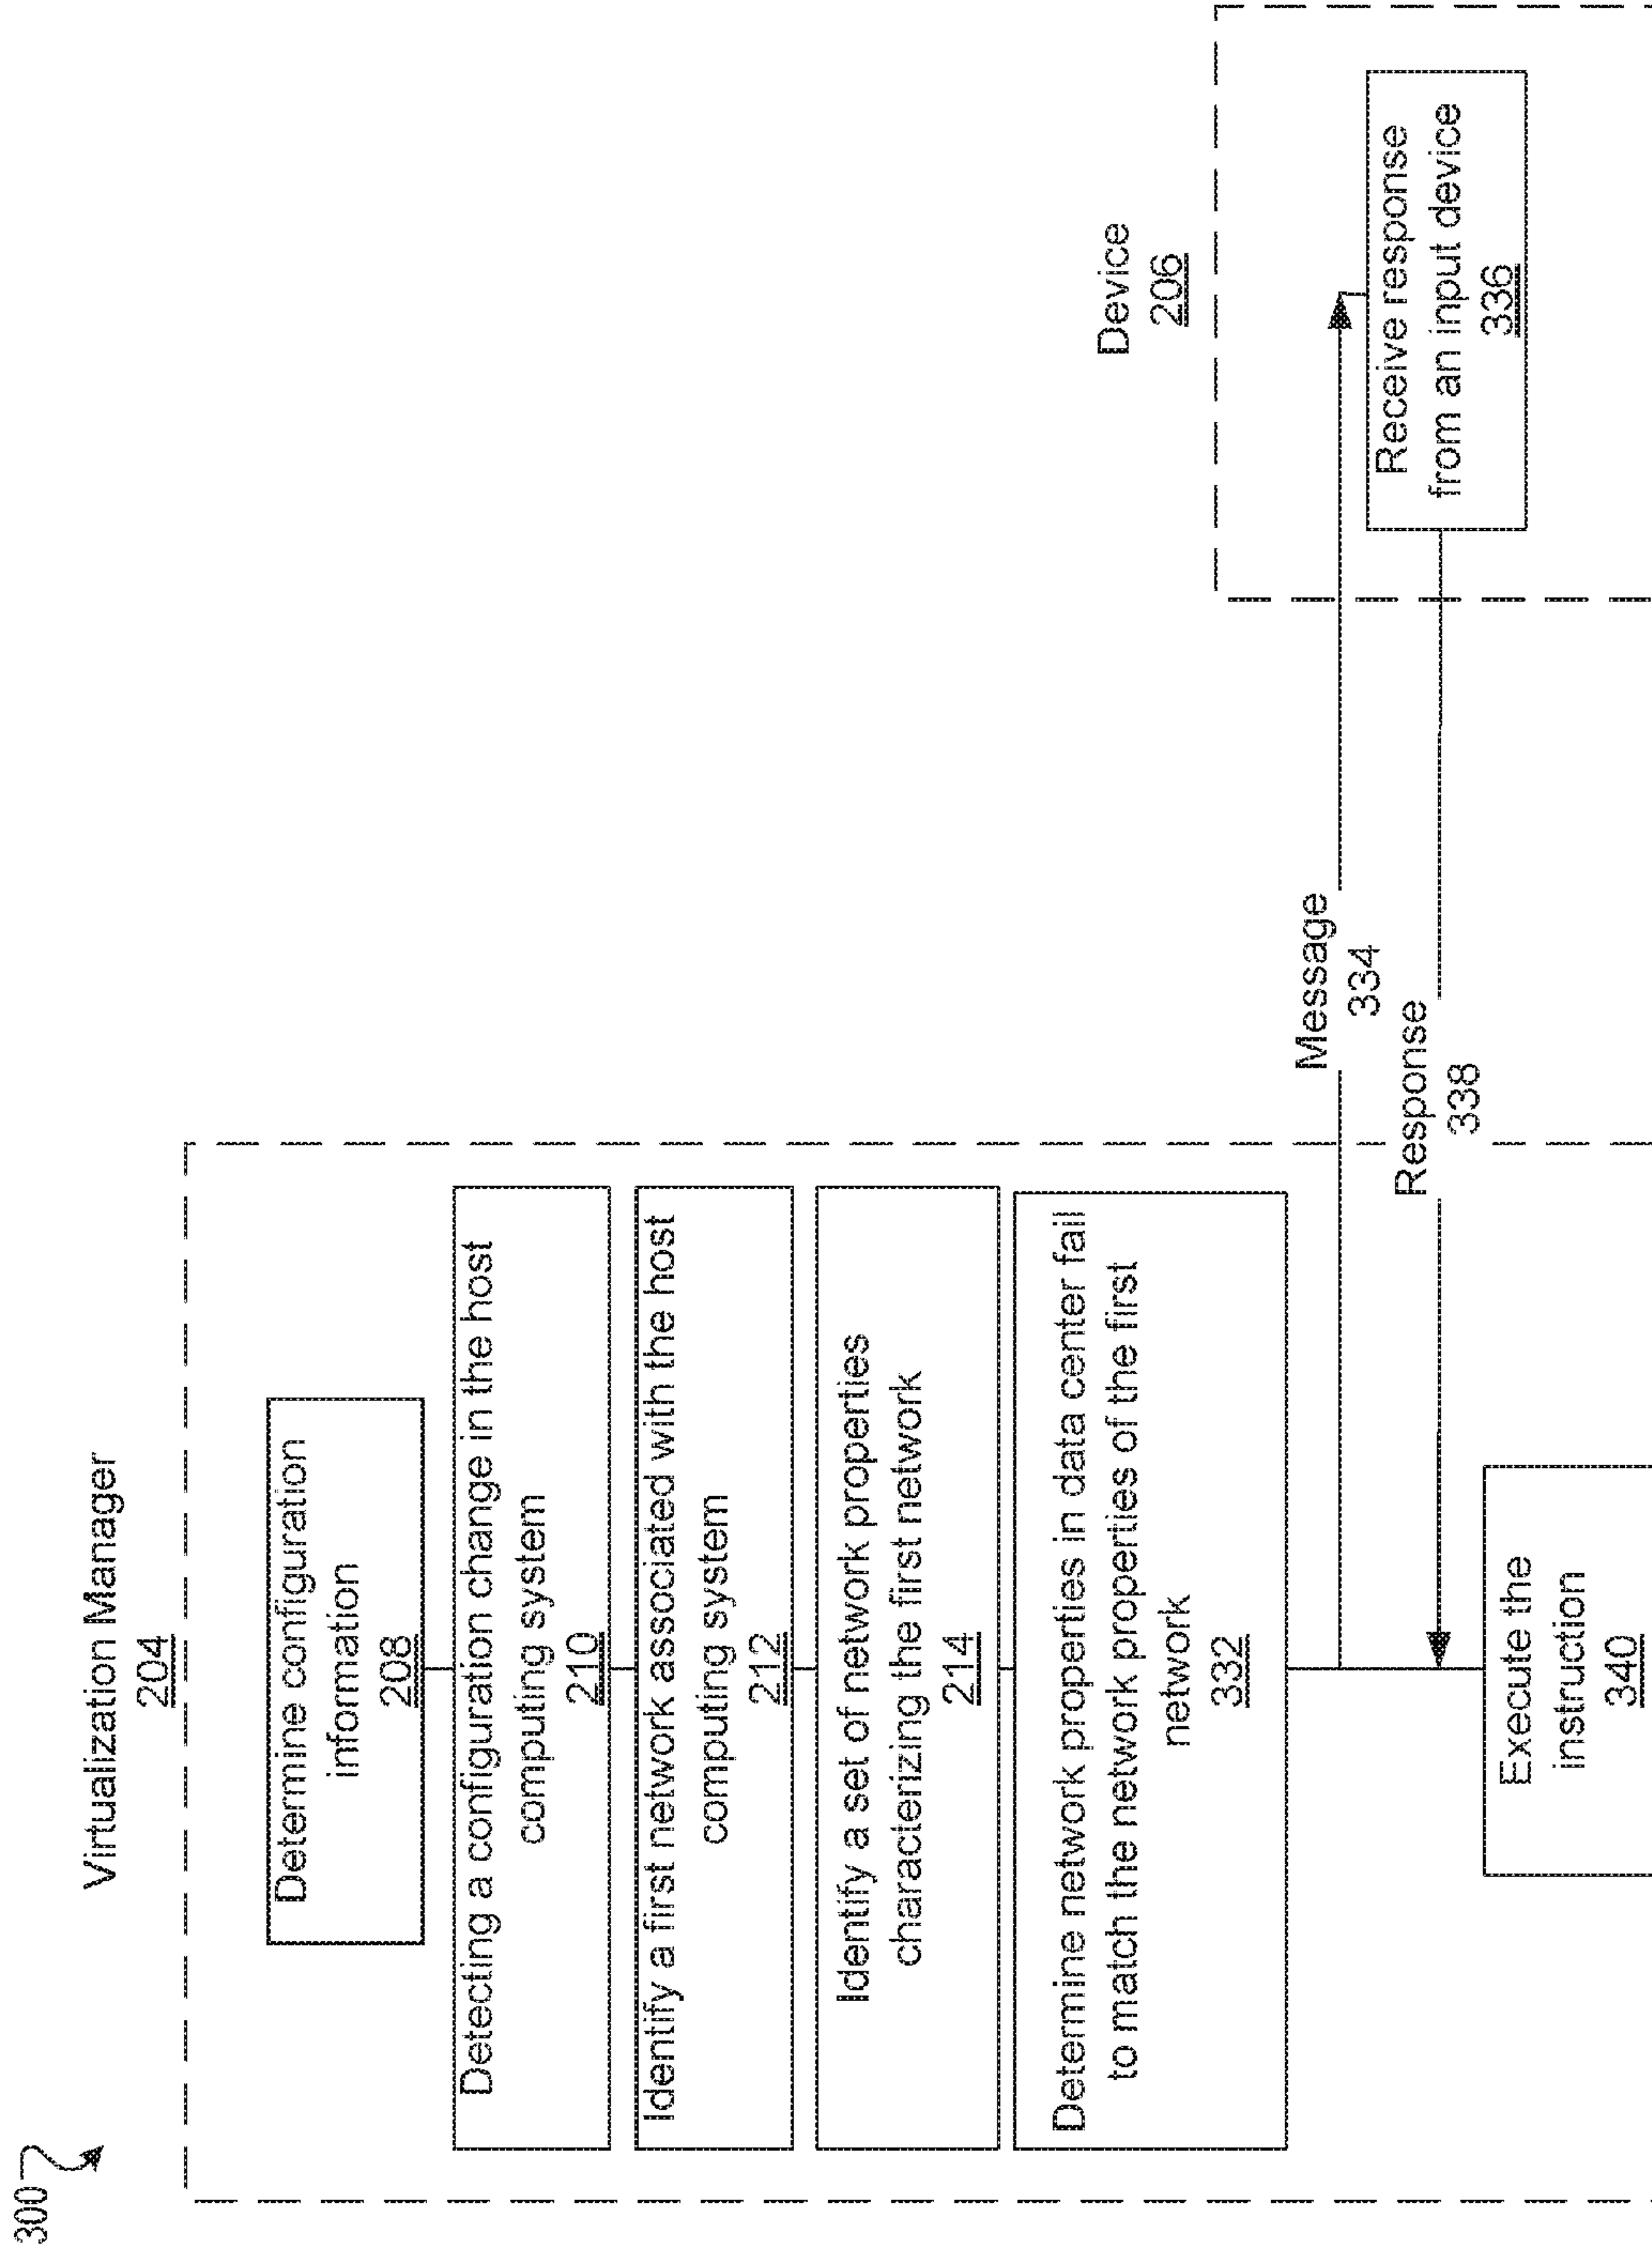 300
Virtualization Manager
204
Determine configuration
information
208
Detecting a configuration change in the host
computing system
210
Identify a first network associated with the host
computing system
212
Identify a set of network properties
characterizing the first network
214
Determine network properties in data center fail
to match the network properties of the first
network
332
Message
334
Response
338
Execute the
instruction
340
Device
206
Receive response
from an input device
336